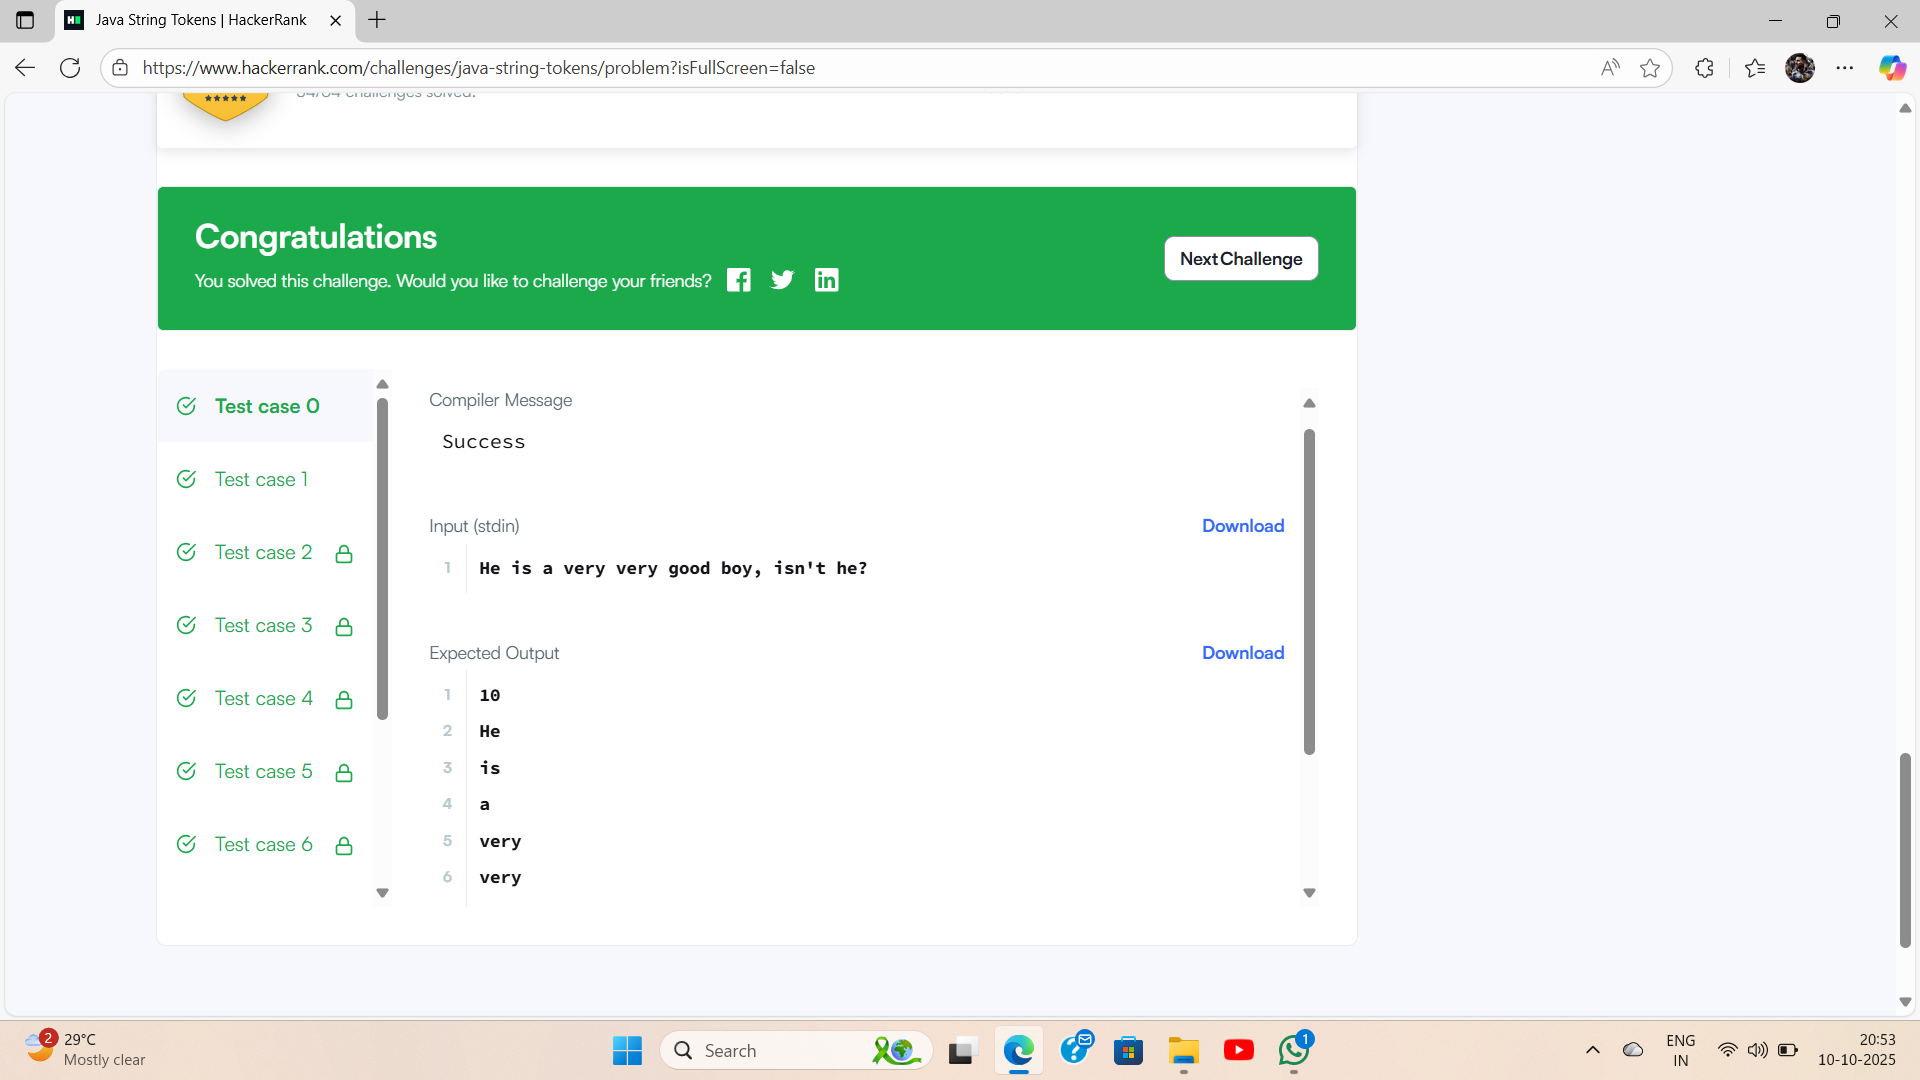 Java String Tokens | HackerRank
https://www.hackerrank.com/challenges/java-string-tokens/problem?isFullScreen=false
challenges solved.
Congratulations
You solved this challenge. Would you like to challenge your friends?
Next Challenge
Test case 0
Test case 1
Test case 2
Test case 3
Test case 4
Test case 5
Test case 6
Compiler Message
Success
Input (stdin)
Download
1 He is a very very good boy, isn't he?
Expected Output
Download
1 10
2 He
3 is
4 a
5 very
6 very
2
29°C
Mostly clear
Search
1
ENG
IN
20:53
10-10-2025